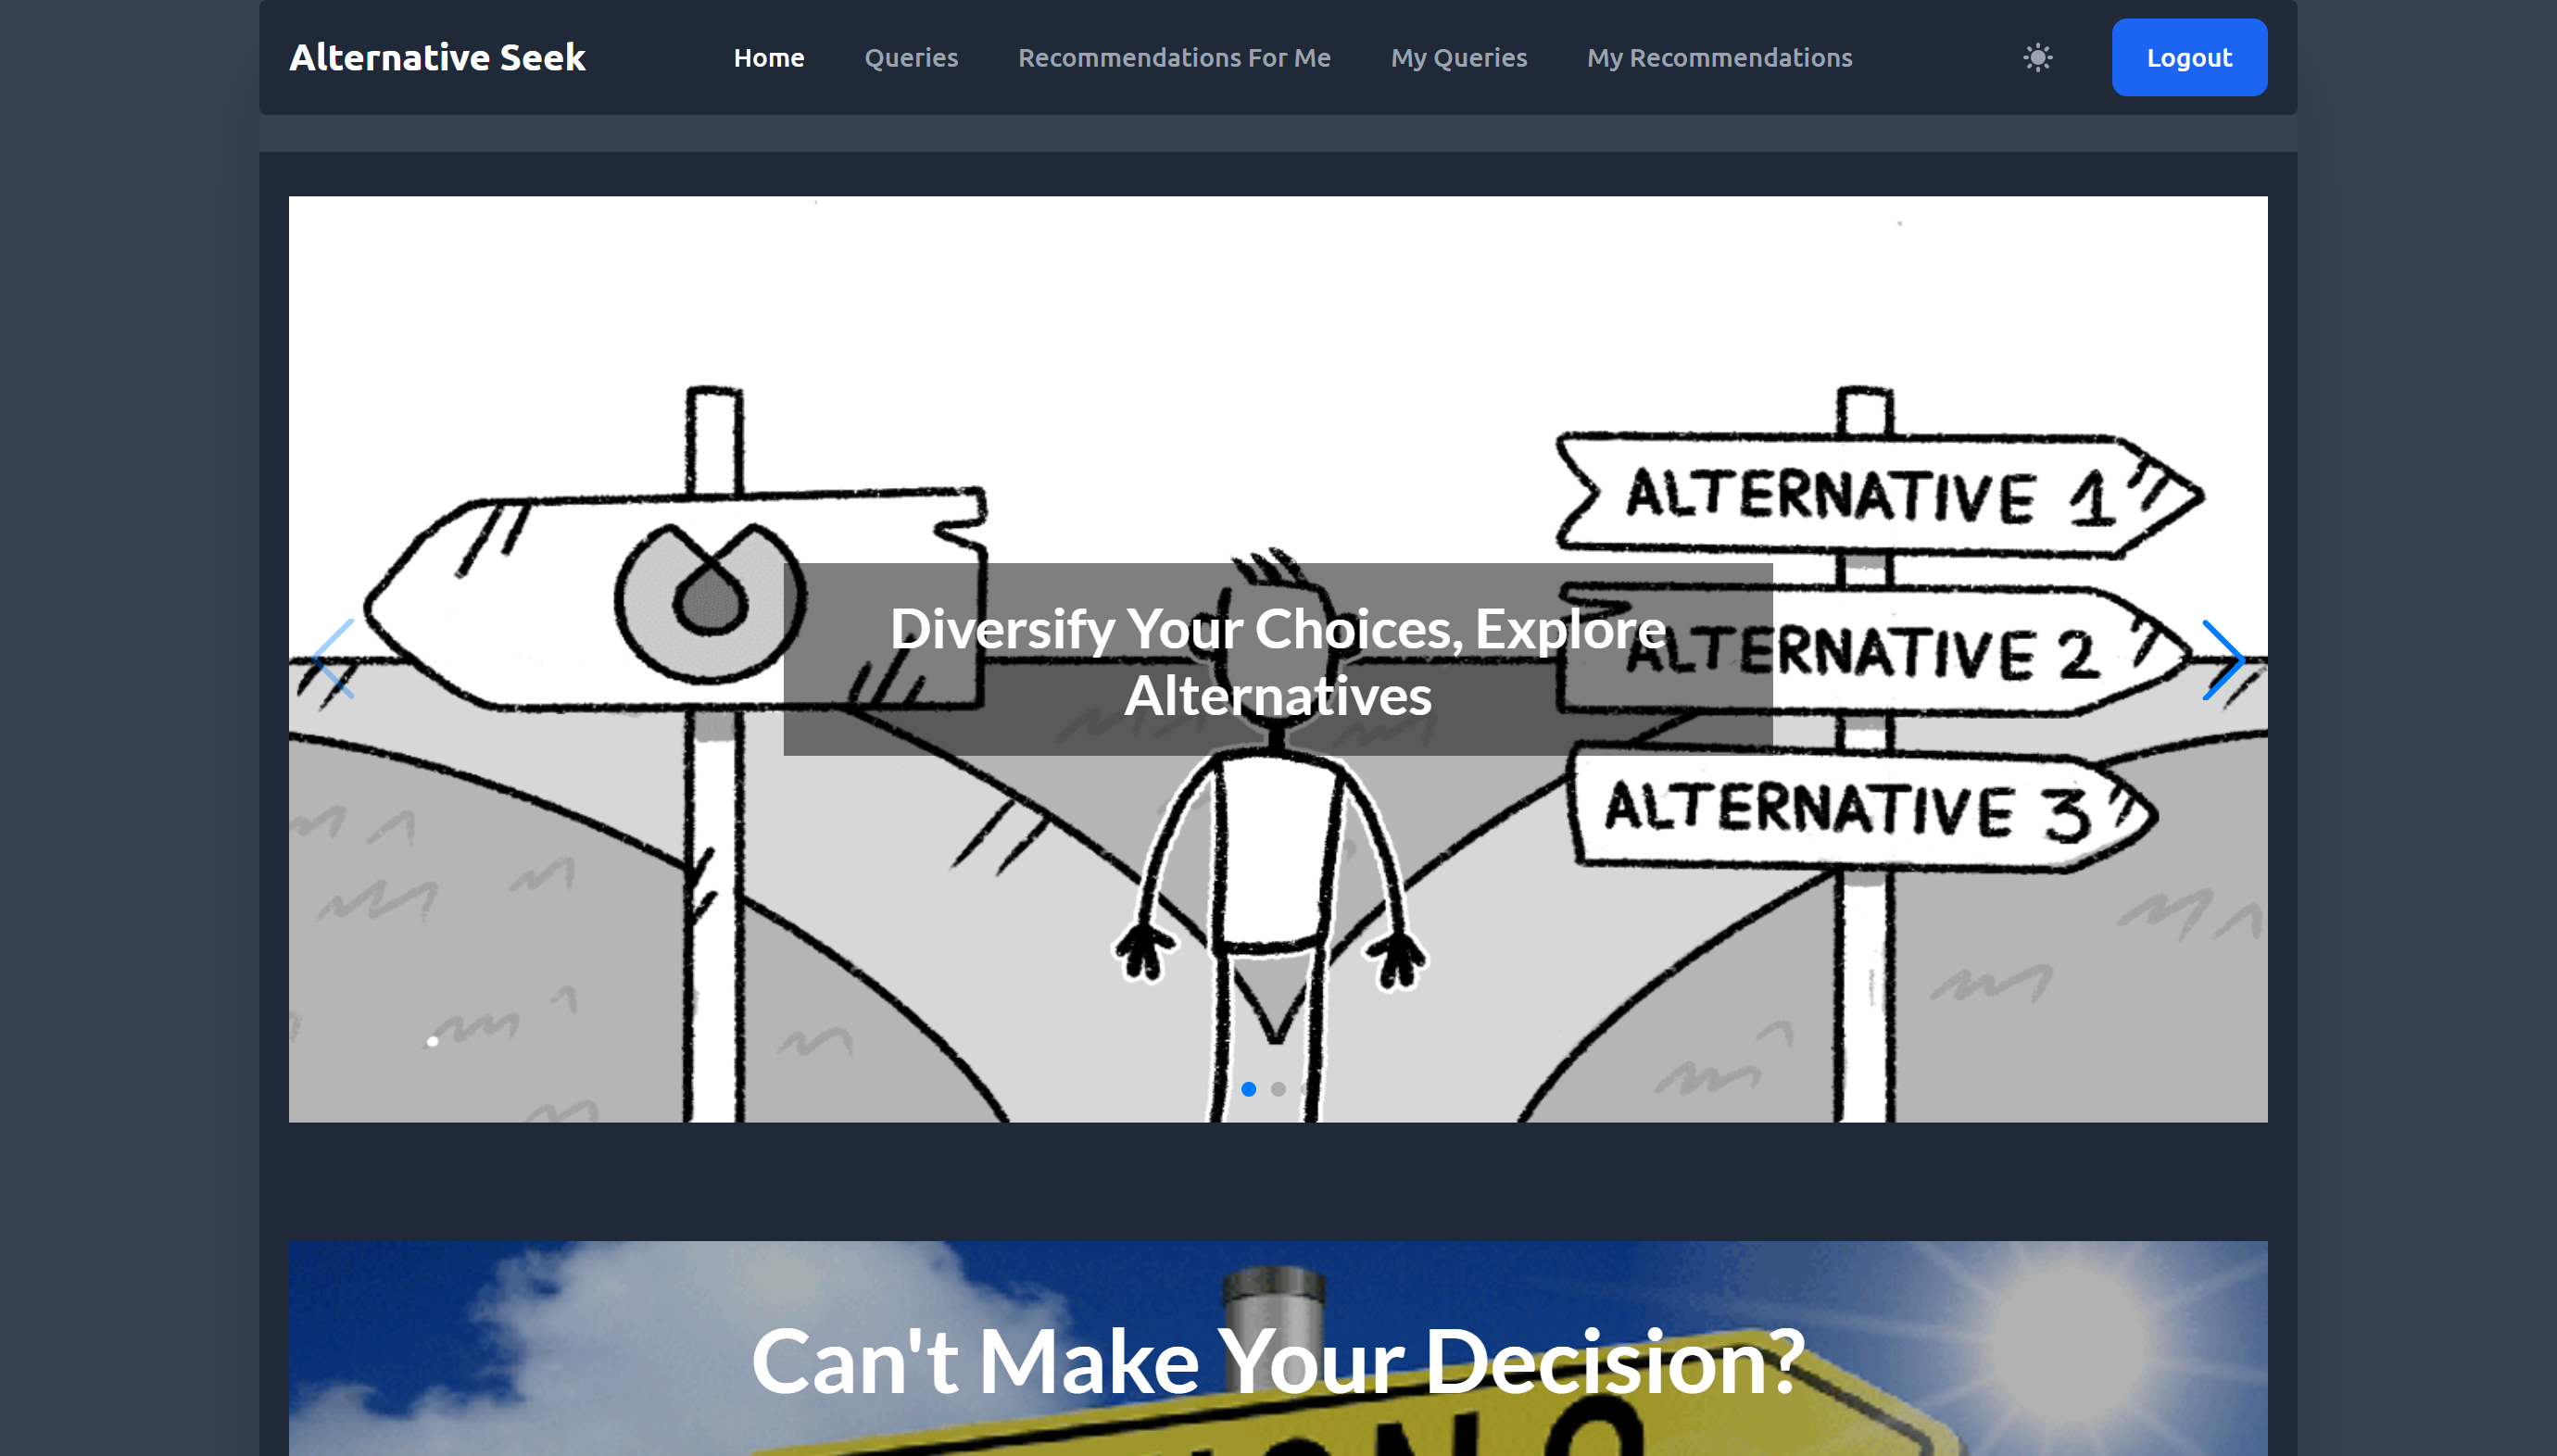 Alternative Seek
Home
Queries
Recommendations For Me
My Queries
My Recommendations
Logout
ALTERNATIVE 1
Diversify Your Choices, Explore
Alternatives
ALTERNATIVE 2
ALTERNATIVE 3
Can't Make Your Decision?